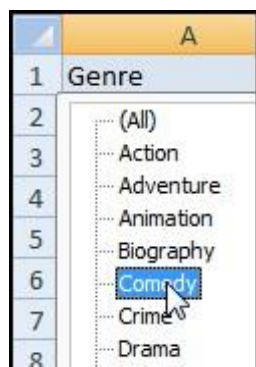 A
1 Genre
2 (All)
3 Action
4 Adventure
Animation
5 Biography
6 Comedy
7 Crime
8 Drama